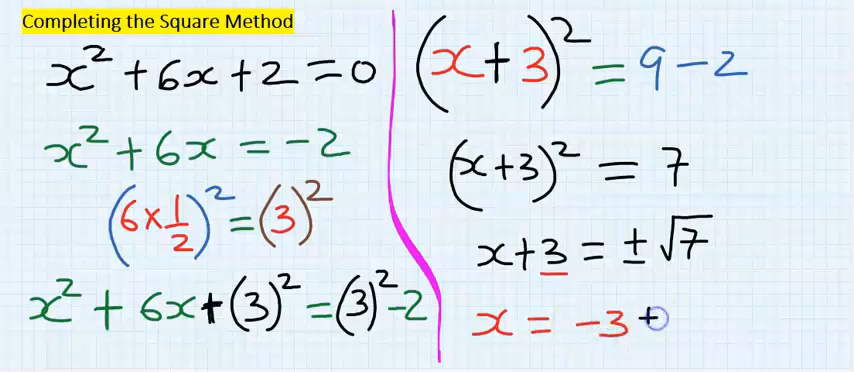 Completing the Square Method
x² + 6x + 2 = 0
x² + 6x = -2
(6 × 1/2)² = (3)²
x² + 6x + (3)² = (3)² - 2
(x + 3)² = 9 - 2
(x + 3)² = 7
x + 3 = ± √7
x = -3 +